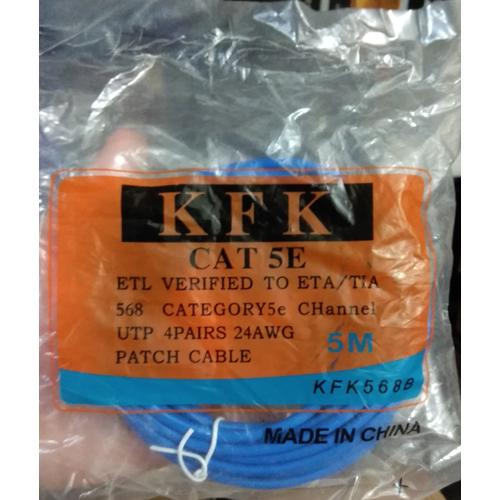 KFK
CAT 5E
ETL VERIFIED TO ETA/TIA
568 CATEGORY5e CHannel
UTP 4PAIRS 24AWG
PATCH CABLE
5M
KFK568B
MADE IN CHINA